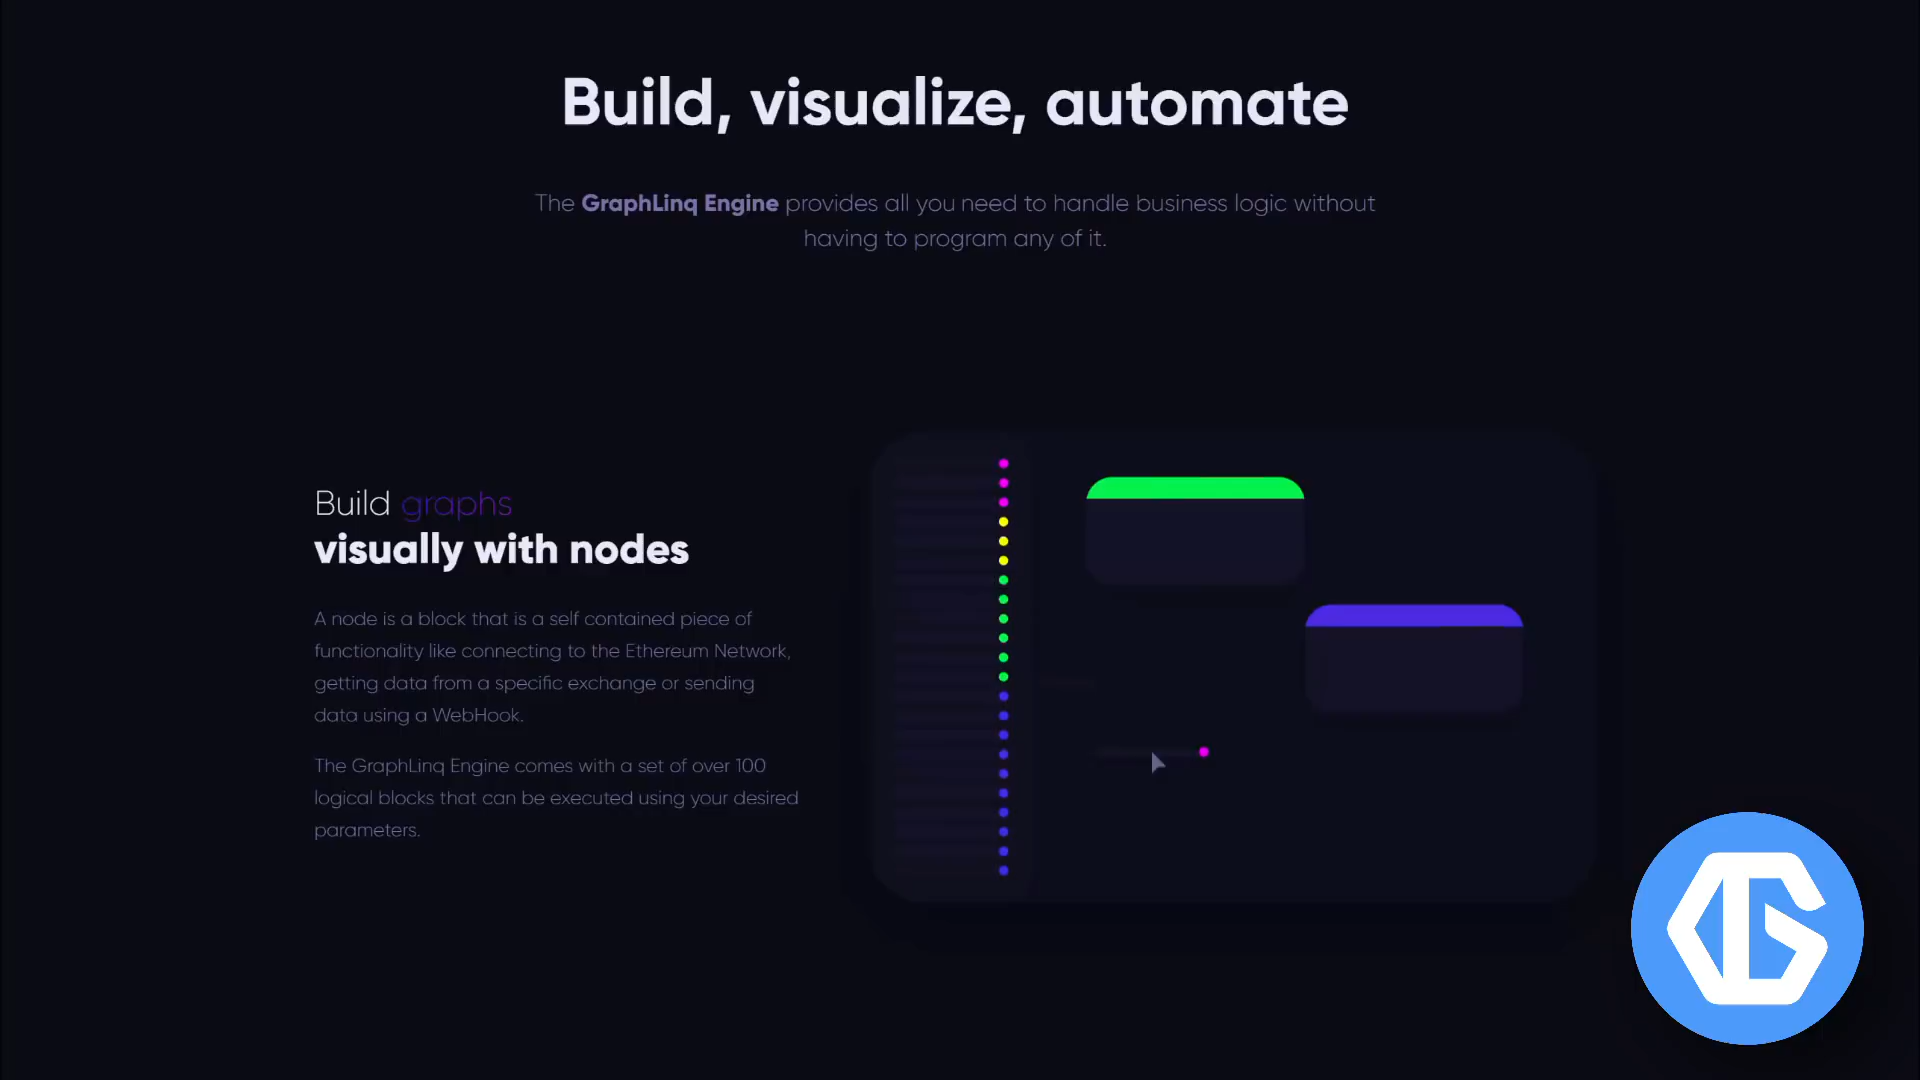 Build, visualize, automate
The GraphLinq Engine provides all you need to handle business logic without
having to program any of it.
Build graphs
visually with nodes
A node is a block that is a self contained piece of
functionality like connecting to the Ethereum Network,
getting data from a specific exchange or sending
data using a WebHook.
The GraphLinq Engine comes with a set of over 100
logical blocks that can be executed using your desired
parameters.